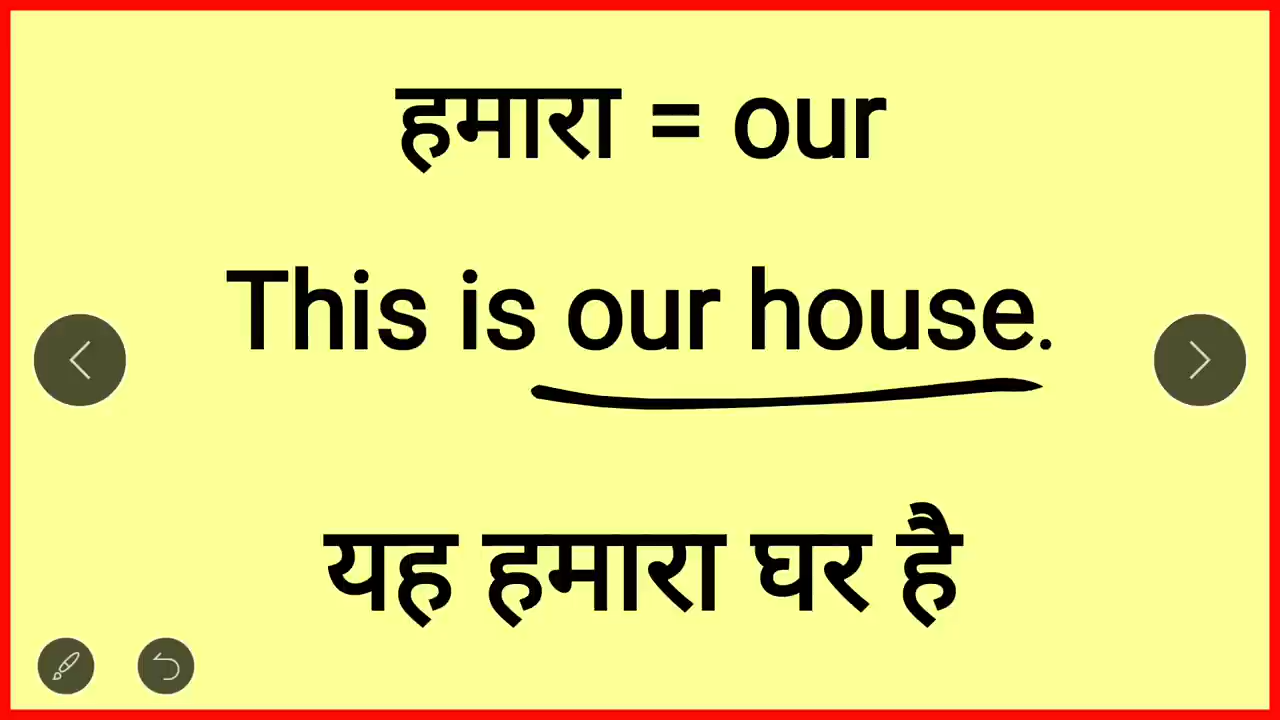 हमारा = our
This is our house.
यह हमारा घर है